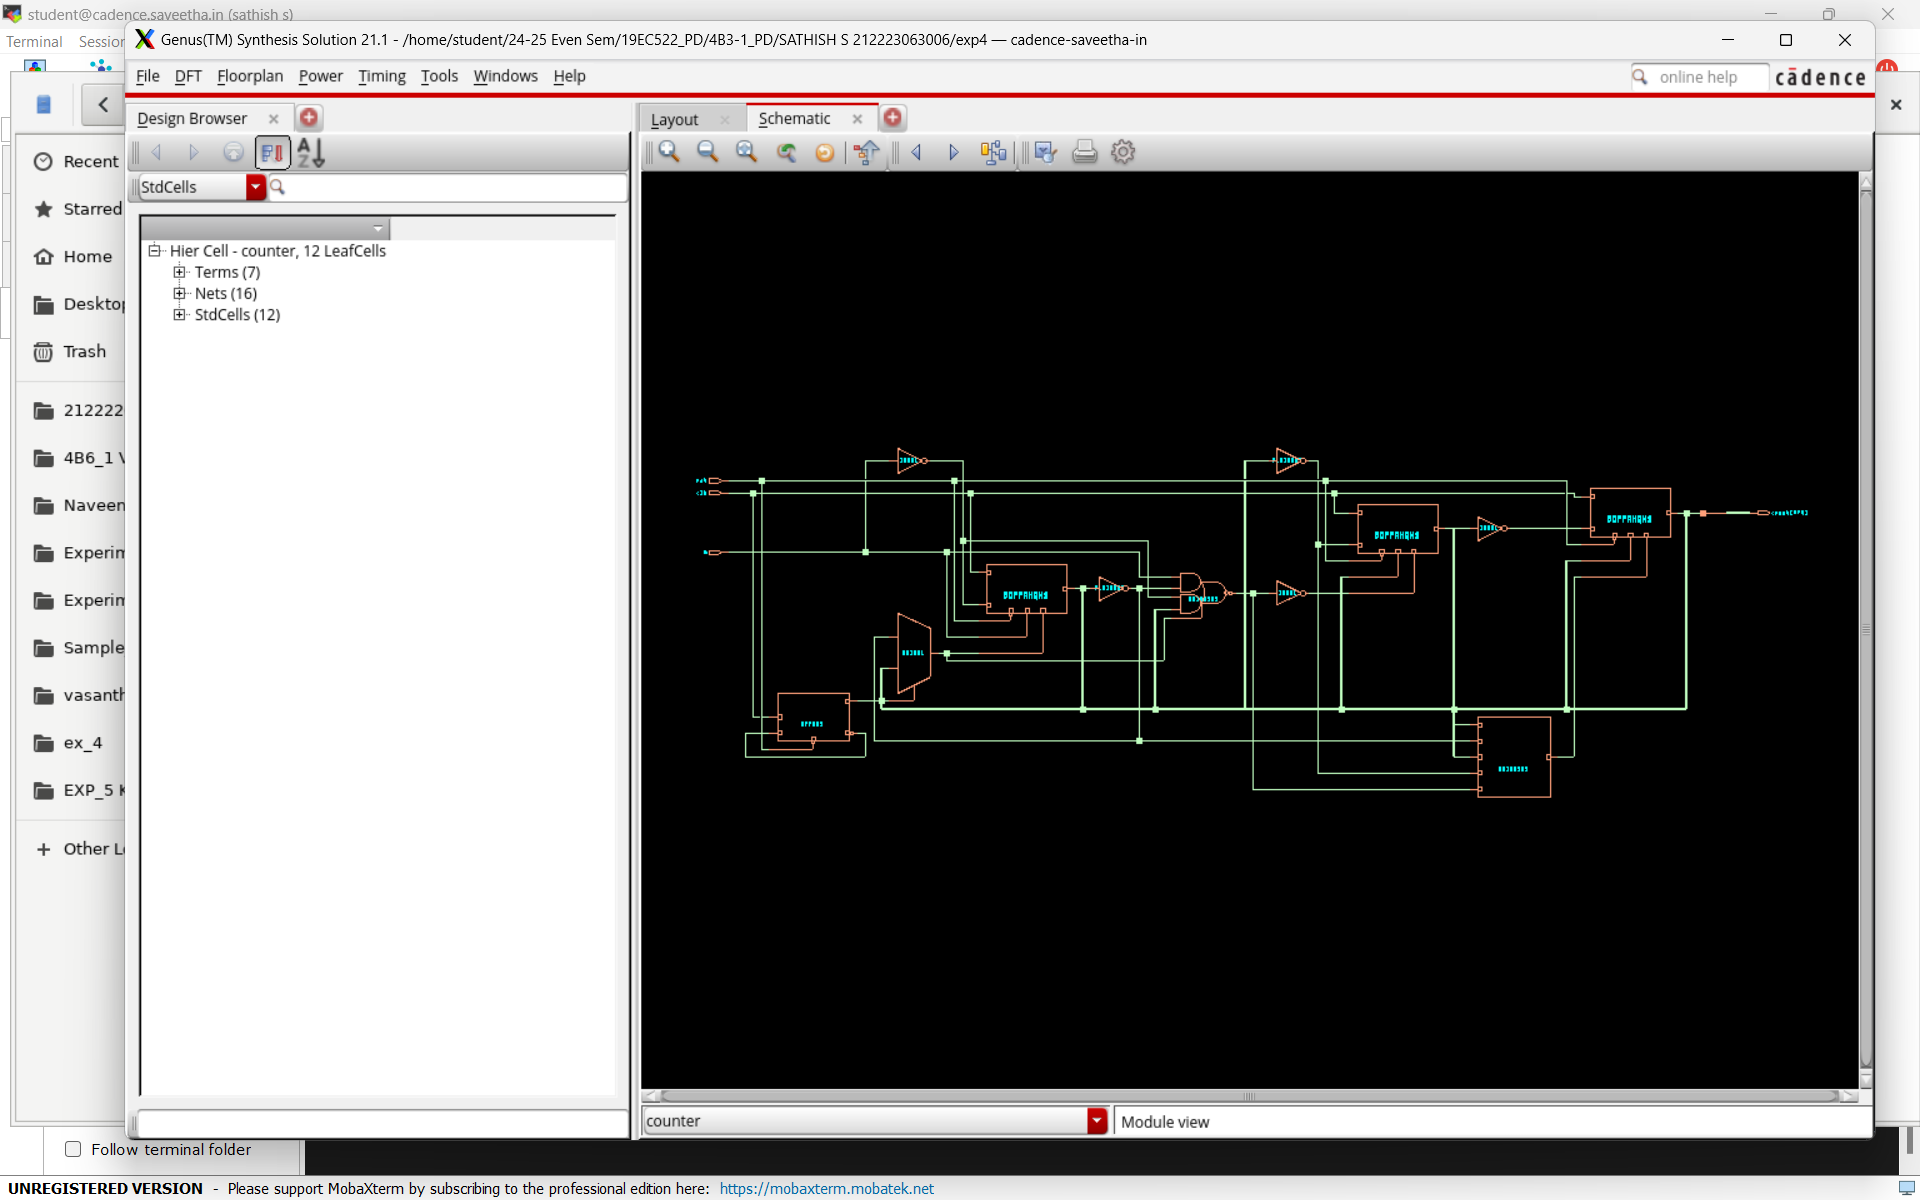 student@cadence.saveetha.in (sathish s)
Terminal Session
Genus(TM) Synthesis Solution 21.1 - /home/student/24-25 Even Sem/19EC522_PD/4B3-1_PD/SATHISH S 212223063006/exp4 — cadence-saveetha-in
File DFT Floorplan Power Timing Tools Windows Help
online help
cādence
Design Browser
Layout
Schematic
StdCells
Hier Cell - counter, 12 LeafCells
Terms (7)
Nets (16)
StdCells (12)
Recent
Starred
Home
Desktop
Trash
212222
4B6_1 V
Naveen
Experim
Experim
Sample
vasanth
ex_4
EXP_5 K
Other Lo
counter
Module view
Follow terminal folder
UNREGISTERED VERSION - Please support MobaXterm by subscribing to the professional edition here: https://mobaxterm.mobatek.net